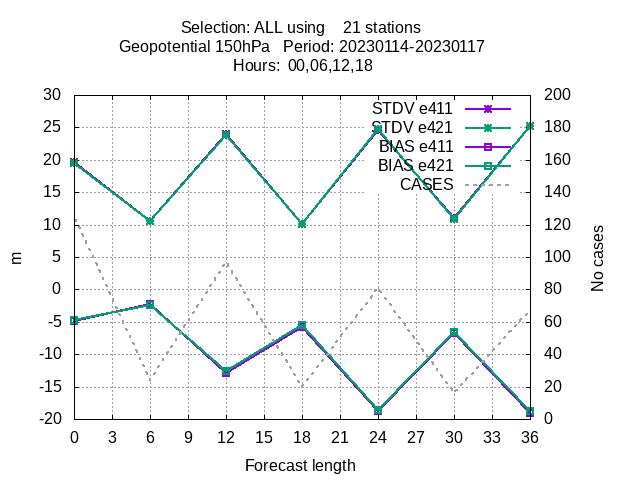 Selection: ALL using    21 stations
Geopotential 150hPa   Period: 20230114-20230117
Hours:  00,06,12,18
30
25
20
15
10
5
0
-5
-10
-15
-20
m
200
180
160
140
120
100
80
60
40
20
0
No cases
STDV e411
STDV e421
BIAS e411
BIAS e421
CASES
0 3 6 9 12 15 18 21 24 27 30 33 36
Forecast length